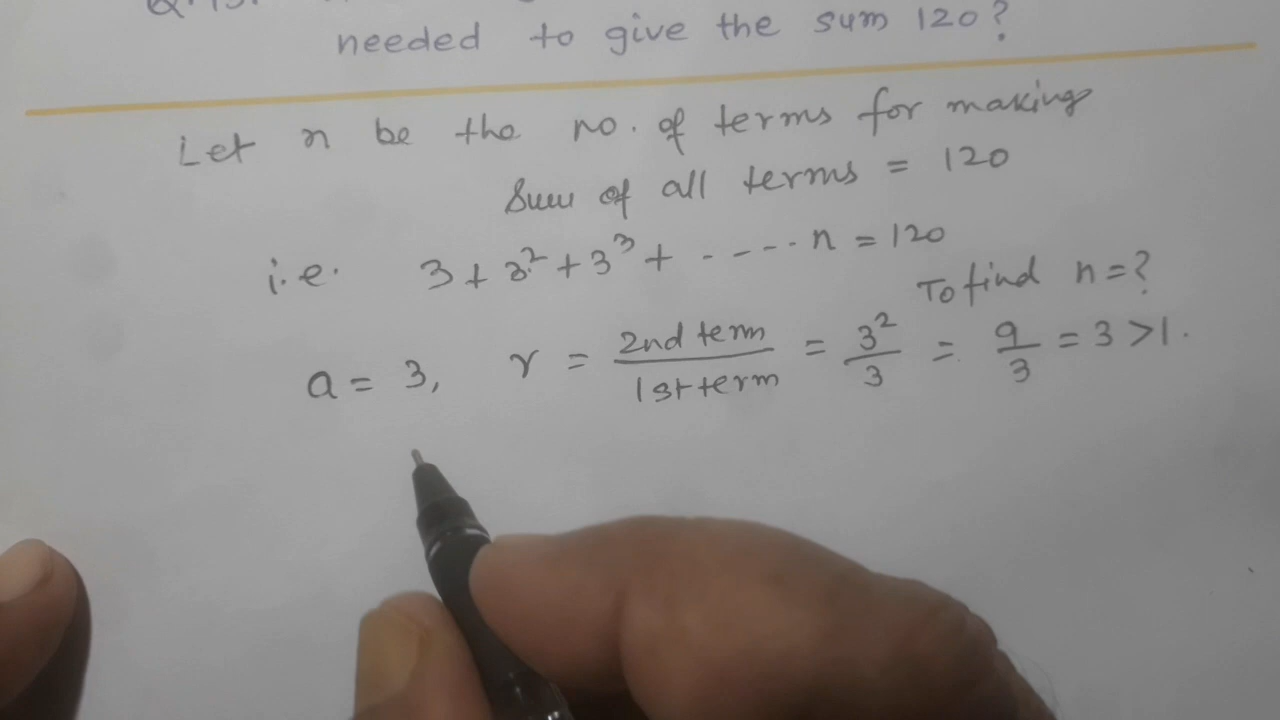 needed to give the sum 120?
Let n be the no. of terms for making
Sum of all terms = 120
i.e. 3 + 3² + 3³ + ------ n = 120
To find n = ?
a = 3, r = 2nd term / 1st term = 3² / 3 = 9 / 3 = 3 > 1.